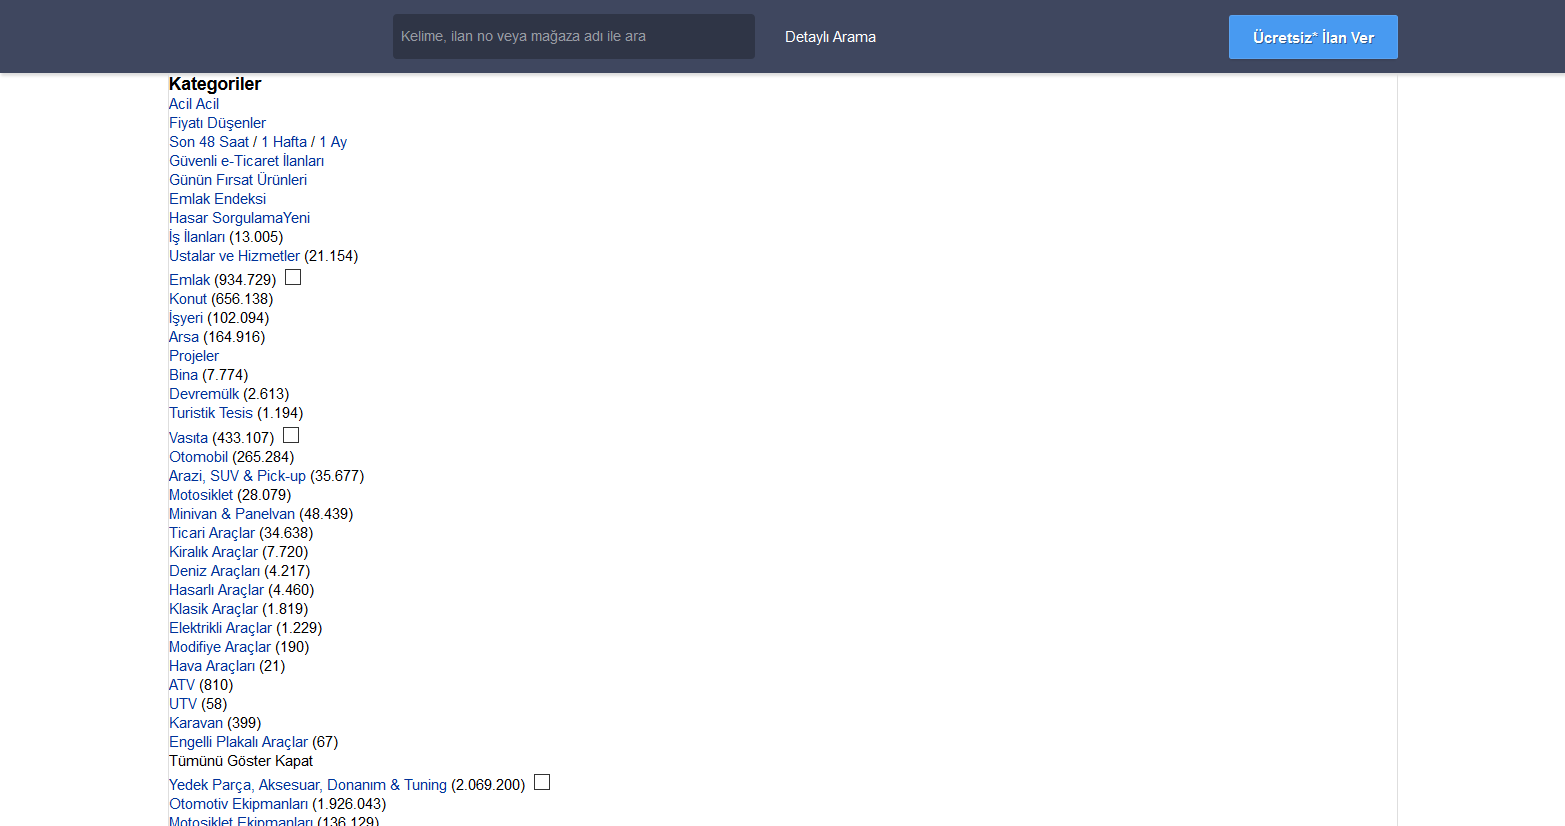 Kelime, ilan no veya mağaza adı ile ara
Detaylı Arama
Ücretsiz* İlan Ver
Kategoriler
Acil Acil
Fiyatı Düşenler
Son 48 Saat / 1 Hafta / 1 Ay
Güvenli e-Ticaret İlanları
Günün Fırsat Ürünleri
Emlak Endeksi
Hasar SorgulamaYeni
İş İlanları (13.005)
Ustalar ve Hizmetler (21.154)
Emlak (934.729)
Konut (656.138)
İşyeri (102.094)
Arsa (164.916)
Projeler
Bina (7.774)
Devremülk (2.613)
Turistik Tesis (1.194)
Vasıta (433.107)
Otomobil (265.284)
Arazi, SUV & Pick-up (35.677)
Motosiklet (28.079)
Minivan & Panelvan (48.439)
Ticari Araçlar (34.638)
Kiralık Araçlar (7.720)
Deniz Araçları (4.217)
Hasarlı Araçlar (4.460)
Klasik Araçlar (1.819)
Elektrikli Araçlar (1.229)
Modifiye Araçlar (190)
Hava Araçları (21)
ATV (810)
UTV (58)
Karavan (399)
Engelli Plakalı Araçlar (67)
Tümünü Göster Kapat
Yedek Parça, Aksesuar, Donanım & Tuning (2.069.200)
Otomotiv Ekipmanları (1.926.043)
Motosiklet Ekipmanları (136.129)